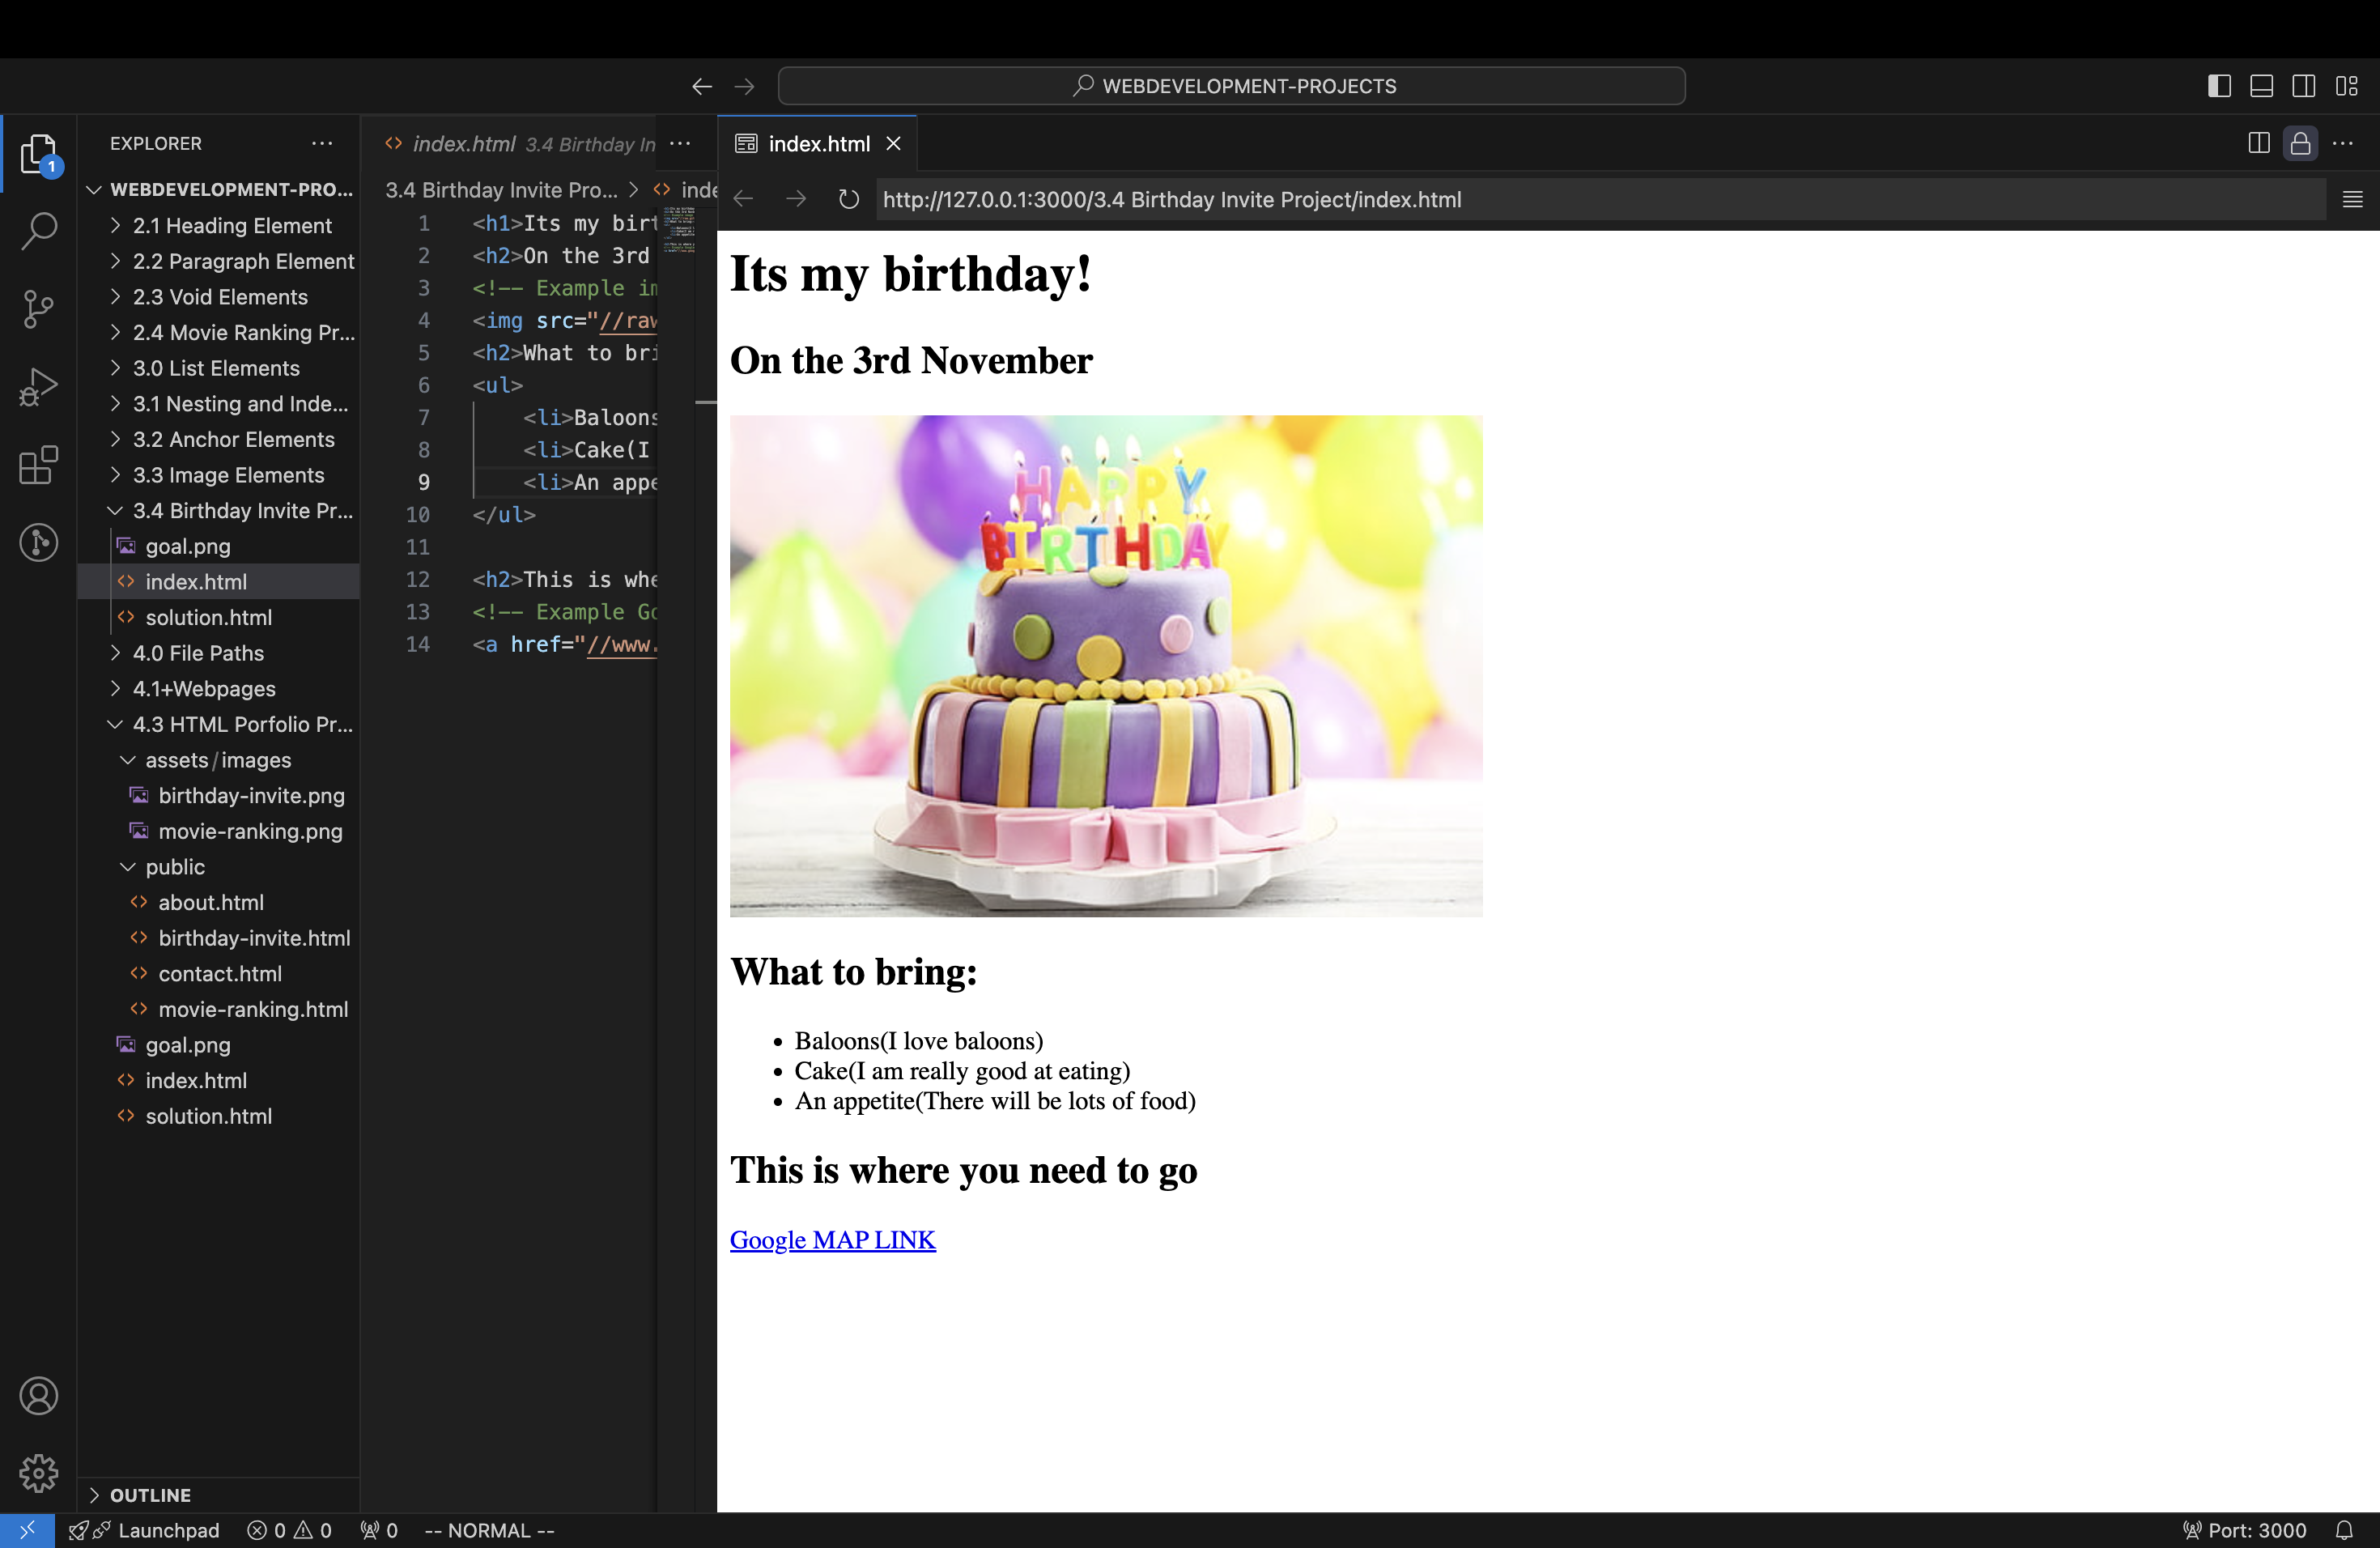 WEBDEVELOPMENT-PROJECTS
EXPLORER
1
WEBDEVELOPMENT-PRO...
2.1 Heading Element
2.2 Paragraph Element
2.3 Void Elements
2.4 Movie Ranking Pr...
3.0 List Elements
3.1 Nesting and Inde...
3.2 Anchor Elements
3.3 Image Elements
3.4 Birthday Invite Pr...
goal.png
index.html
solution.html
4.0 File Paths
4.1+Webpages
4.3 HTML Porfolio Pr...
assets/images
birthday-invite.png
movie-ranking.png
public
about.html
birthday-invite.html
contact.html
movie-ranking.html
goal.png
index.html
solution.html
OUTLINE
index.html 3.4 Birthday In
3.4 Birthday Invite Pro... > inde
1 <h1>Its my birt
2 <h2>On the 3rd
3 <!-- Example im
4 <img src="//raw
5 <h2>What to bri
6 <ul>
7 <li>Baloons
8 <li>Cake(I
9 <li>An appe
10 </ul>
11
12 <h2>This is whe
13 <!-- Example Go
14 <a href="//www.
index.html
http://127.0.0.1:3000/3.4 Birthday Invite Project/index.html
Its my birthday!
On the 3rd November
HAPPY
BIRTHDAY
What to bring:
• Baloons(I love baloons)
• Cake(I am really good at eating)
• An appetite(There will be lots of food)
This is where you need to go
Google MAP LINK
Launchpad 0 0 0 -- NORMAL -- Port: 3000